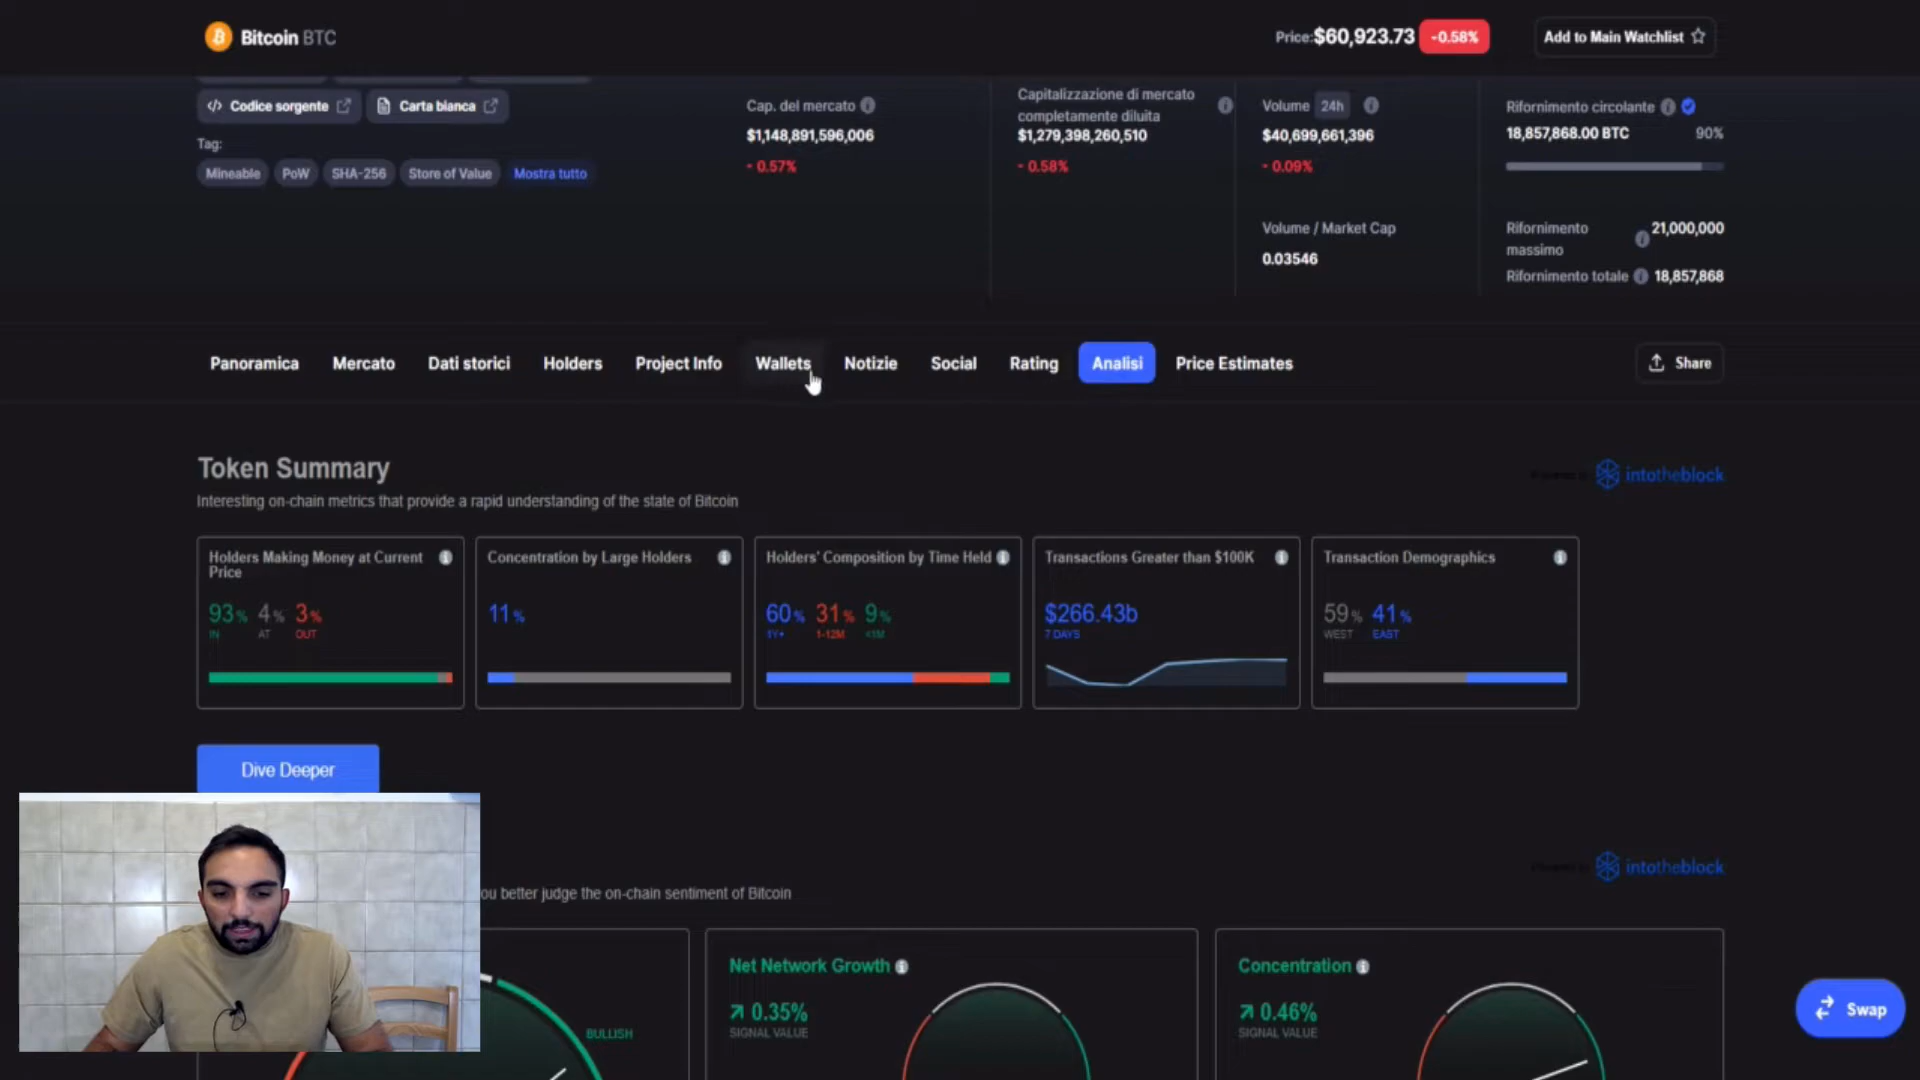 Bitcoin BTC
Price:$60,923.73 -0.58%
Add to Main Watchlist
Codice sorgente
Carta bianca
Tag:
Mineable PoW SHA-256 Store of Value Mostra tutto
Cap. del mercato
$1,148,891,596,006
- 0.57%
Capitalizzazione di mercato
completamente diluita
$1,279,398,260,510
- 0.58%
Volume 24h
$40,699,661,396
- 0.09%
Volume / Market Cap
0.03546
Rifornimento circolante
18,857,868.00 BTC 90%
Rifornimento
massimo
21,000,000
Rifornimento totale 18,857,868
Panoramica Mercato Dati storici Holders Project Info Wallets Notizie Social Rating Analisi Price Estimates
Share
Token Summary
Interesting on-chain metrics that provide a rapid understanding of the state of Bitcoin
intotheblock
Holders Making Money at Current
Price
93% 4% 3%
IN AT OUT
Concentration by Large Holders
11%
Holders' Composition by Time Held
60% 31% 9%
1Y+ 1-12M <1M
Transactions Greater than $100K
$266.43b
7 DAYS
Transaction Demographics
59% 41%
WEST EAST
Dive Deeper
intotheblock
ou better judge the on-chain sentiment of Bitcoin
BULLISH
Net Network Growth
0.35%
SIGNAL VALUE
Concentration
0.46%
SIGNAL VALUE
Swap